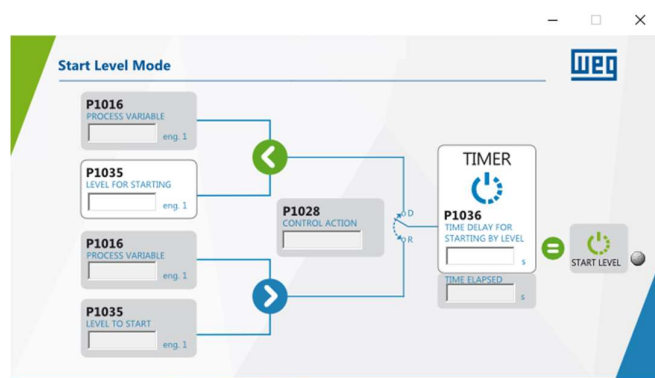 Start Level Mode
WEG
P1016
PROCESS VARIABLE
eng. 1
P1035
LEVEL FOR STARTING
eng. 1
P1016
PROCESS VARIABLE
eng. 1
P1035
LEVEL TO START
eng. 1
P1028
CONTROL ACTION
D
R
TIMER
P1036
TIME DELAY FOR
STARTING BY LEVEL
s
TIME ELAPSED
s
START LEVEL